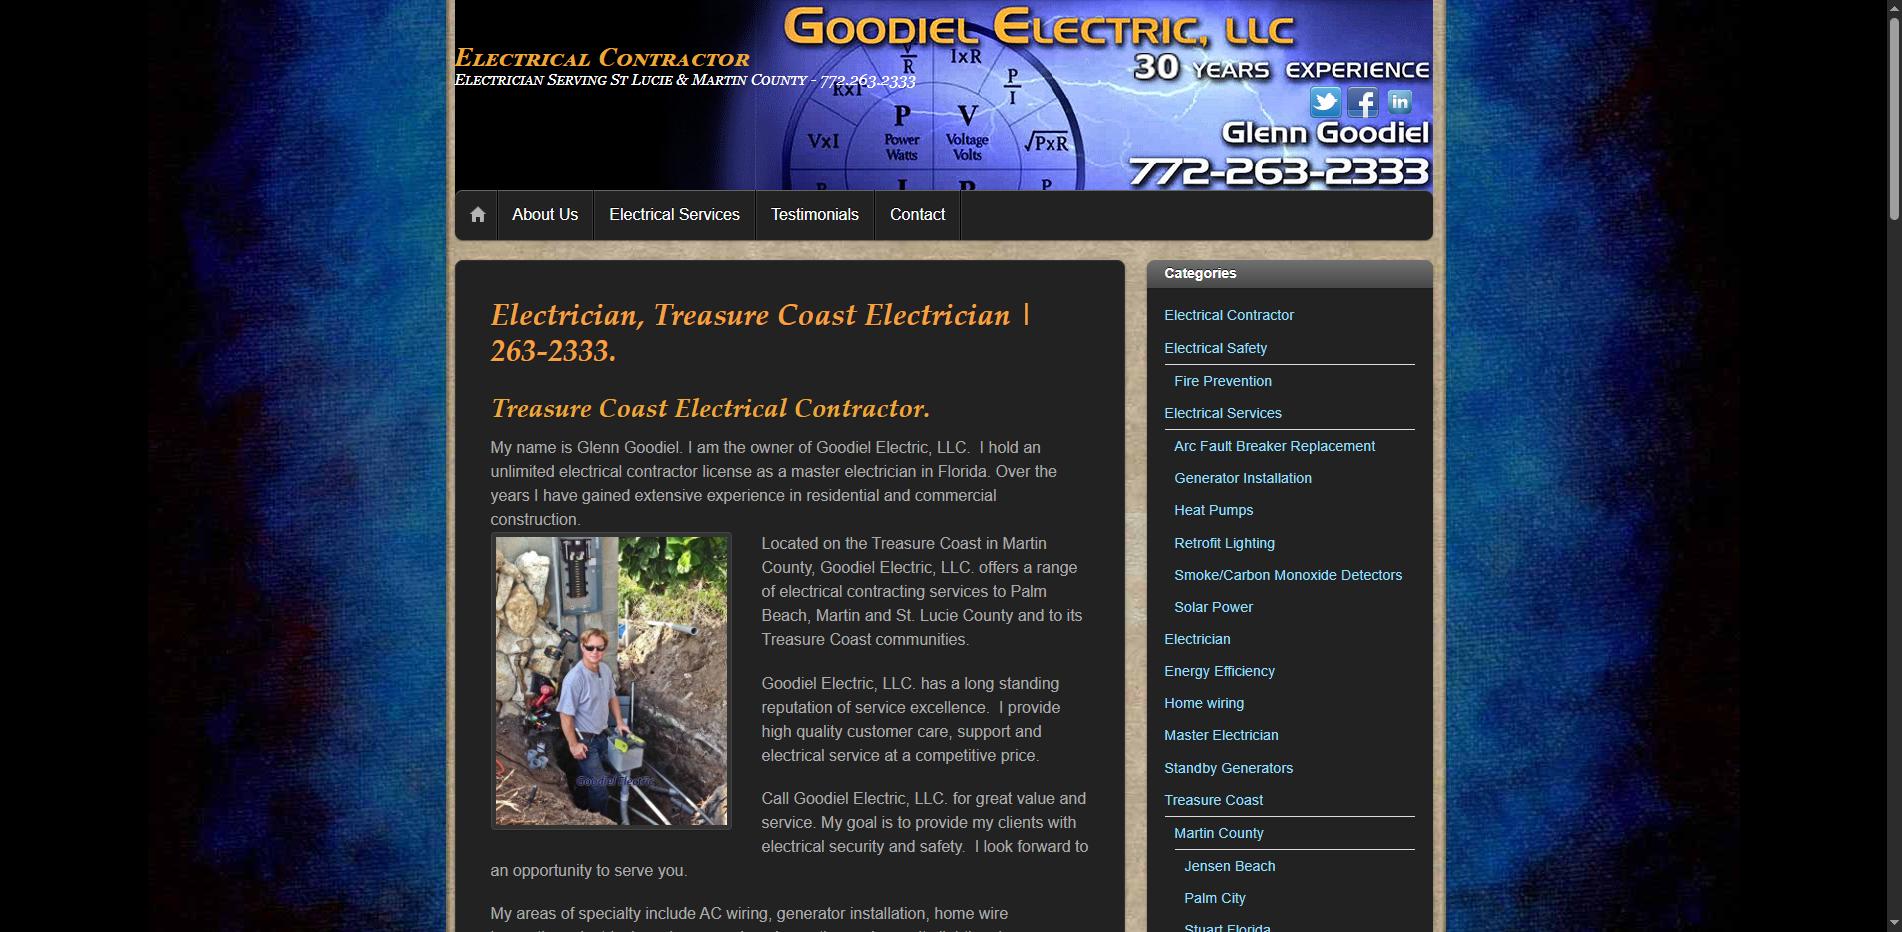 Goodiel Electric, LLC
Electrical Contractor
Electrician Serving St Lucie & Martin County - 772.263.2333
30 years experience
Glenn Goodiel
772-263-2333
V
R
IxR
P
I
RxI
P
Power
Watts
V
Voltage
Volts
VxI
√PxR
About Us
Electrical Services
Testimonials
Contact
Electrician, Treasure Coast Electrician |
263-2333.
Treasure Coast Electrical Contractor.
My name is Glenn Goodiel. I am the owner of Goodiel Electric, LLC.  I hold an
unlimited electrical contractor license as a master electrician in Florida. Over the
years I have gained extensive experience in residential and commercial
construction.
Located on the Treasure Coast in Martin
County, Goodiel Electric, LLC. offers a range
of electrical contracting services to Palm
Beach, Martin and St. Lucie County and to its
Treasure Coast communities.
Goodiel Electric, LLC. has a long standing
reputation of service excellence.  I provide
high quality customer care, support and
electrical service at a competitive price.
Goodiel Electric
Call Goodiel Electric, LLC. for great value and
service. My goal is to provide my clients with
electrical security and safety.  I look forward to
an opportunity to serve you.
My areas of specialty include AC wiring, generator installation, home wire
Categories
Electrical Contractor
Electrical Safety
Fire Prevention
Electrical Services
Arc Fault Breaker Replacement
Generator Installation
Heat Pumps
Retrofit Lighting
Smoke/Carbon Monoxide Detectors
Solar Power
Electrician
Energy Efficiency
Home wiring
Master Electrician
Standby Generators
Treasure Coast
Martin County
Jensen Beach
Palm City
Stuart Florida